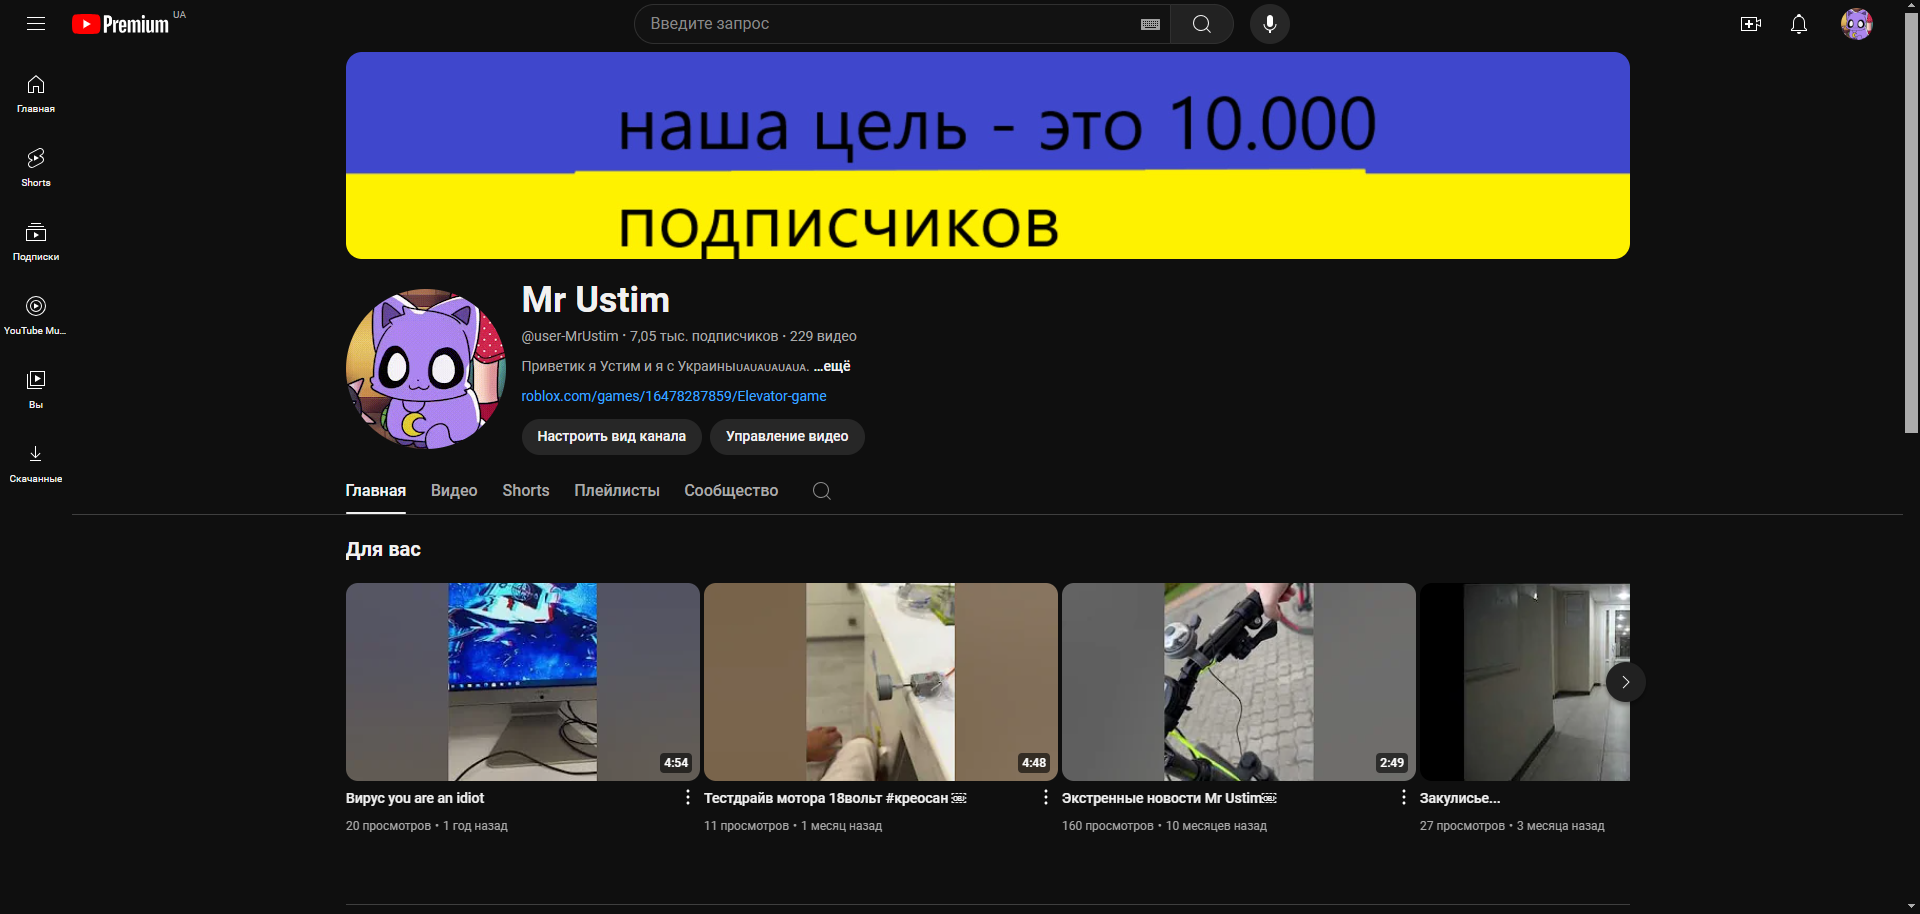 Premium UA
Введите запрос
наша цель - это 10.000
подписчиков
Главная
Shorts
Подписки
YouTube Mu...
Вы
Скачанные
Mr Ustim
@user-MrUstim · 7,05 тыс. подписчиков · 229 видео
Приветик я Устим и я с Украиныᴜᴀᴜᴀᴜᴀᴜᴀᴜᴀ. ...ещё
roblox.com/games/16478287859/Elevator-game
Настроить вид канала
Управление видео
Главная Видео Shorts Плейлисты Сообщество
Для вас
4:54
4:48
2:49
Вирус you are an idiot
20 просмотров • 1 год назад
Тестдрайв мотора 18вольт #креосан ￼
11 просмотров • 1 месяц назад
Экстренные новости Mr Ustim￼
160 просмотров • 10 месяцев назад
Закулисье...
27 просмотров • 3 месяца назад